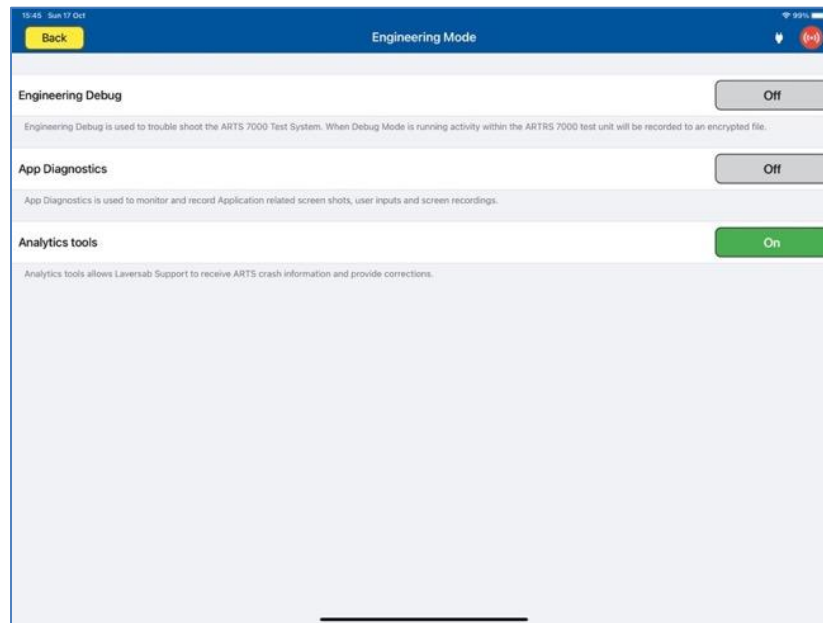 15:45 Sun 17 Oct
99%
Back
Engineering Mode
Engineering Debug
Off
Engineering Debug is used to trouble shoot the ARTS 7000 Test System. When Debug Mode is running activity within the ARTRS 7000 test unit will be recorded to an encrypted file.
App Diagnostics
Off
App Diagnostics is used to monitor and record Application related screen shots, user inputs and screen recordings.
Analytics tools
On
Analytics tools allows Laversab Support to receive ARTS crash information and provide corrections.